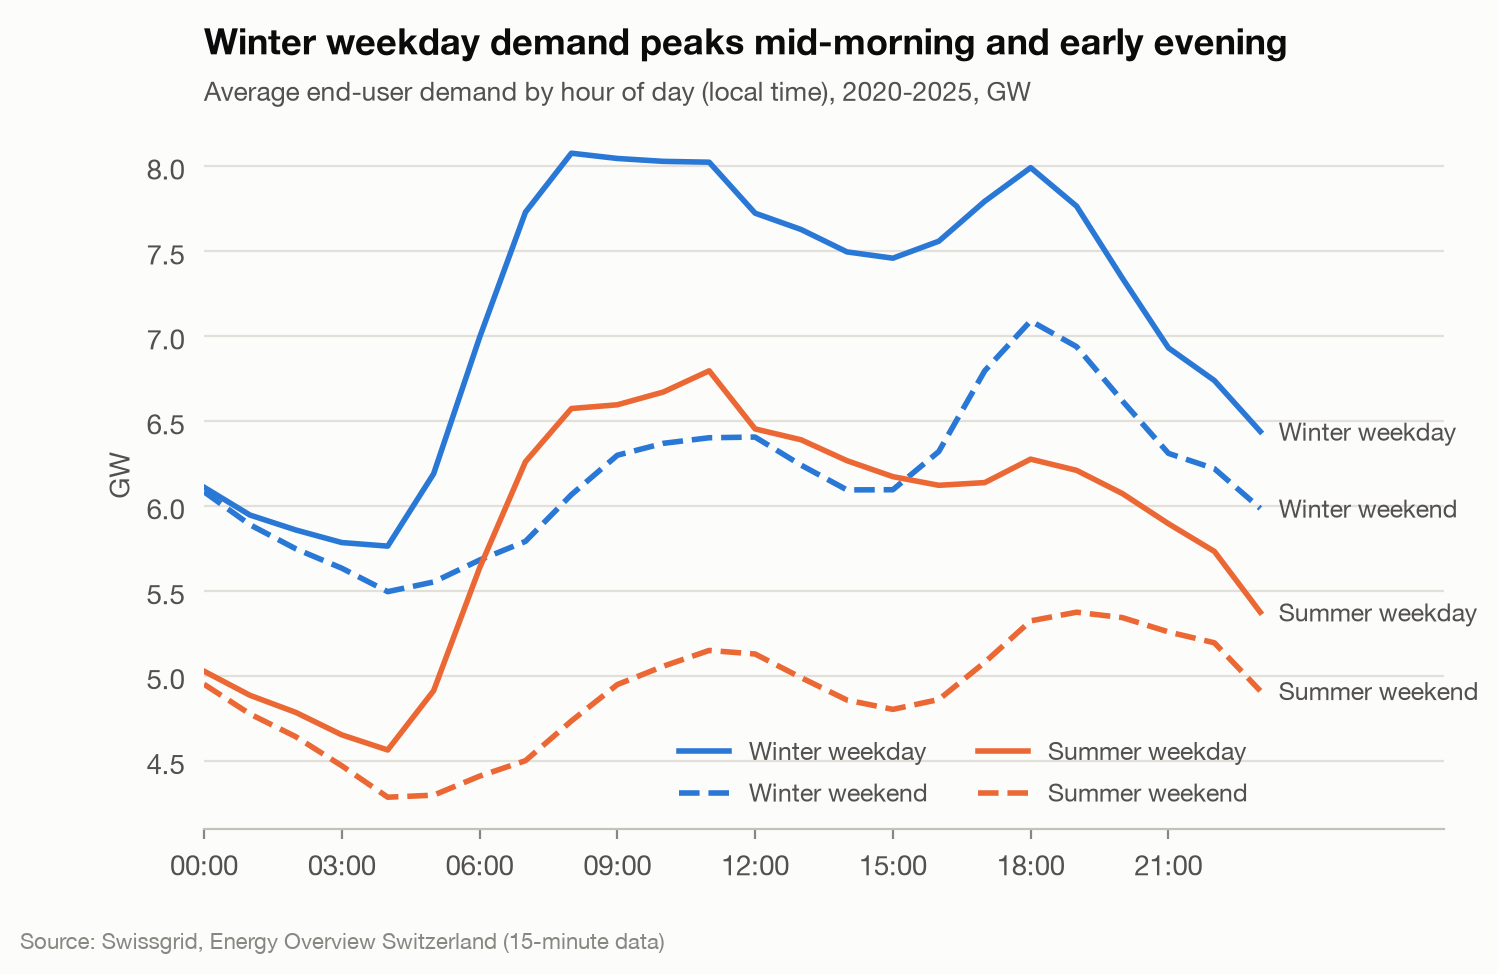 Winter weekday demand peaks mid-morning and early evening
Average end-user demand by hour of day (local time), 2020-2025, GW
8.0
7.5
7.0
6.5
6.0
5.5
5.0
4.5
GW
Winter weekday
Winter weekend
Summer weekday
Summer weekend
Winter weekday Summer weekday
Winter weekend Summer weekend
00:00 03:00 06:00 09:00 12:00 15:00 18:00 21:00
Source: Swissgrid, Energy Overview Switzerland (15-minute data)